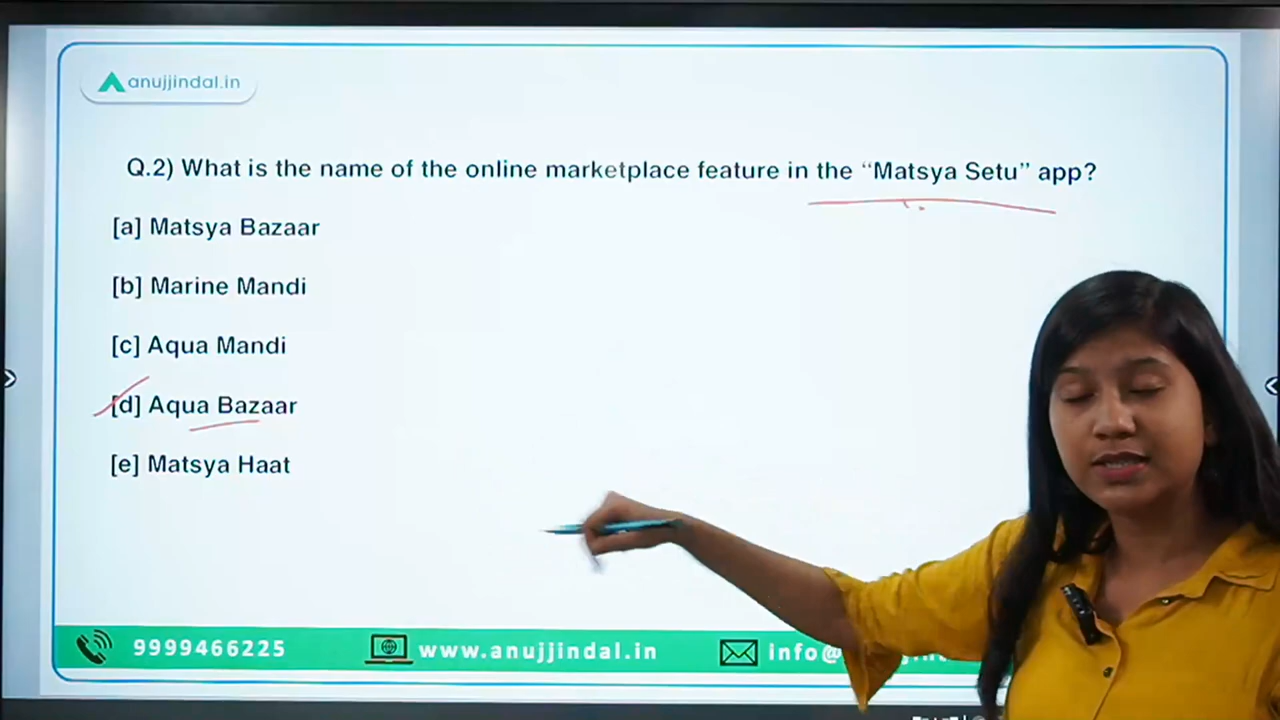 anujjindal.in
Q.2) What is the name of the online marketplace feature in the “Matsya Setu” app?
[a] Matsya Bazaar
[b] Marine Mandi
[c] Aqua Mandi
[d] Aqua Bazaar
[e] Matsya Haat
9999466225 www.anujjindal.in info@